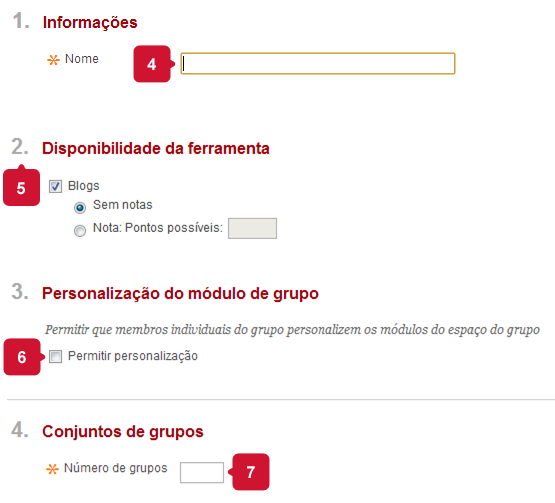 1. Informações
Nome 4
2. Disponibilidade da ferramenta
5 Blogs
Sem notas
Nota: Pontos possíveis:
3. Personalização do módulo de grupo
Permitir que membros individuais do grupo personalizem os módulos do espaço do grupo
6 Permitir personalização
4. Conjuntos de grupos
Número de grupos 7